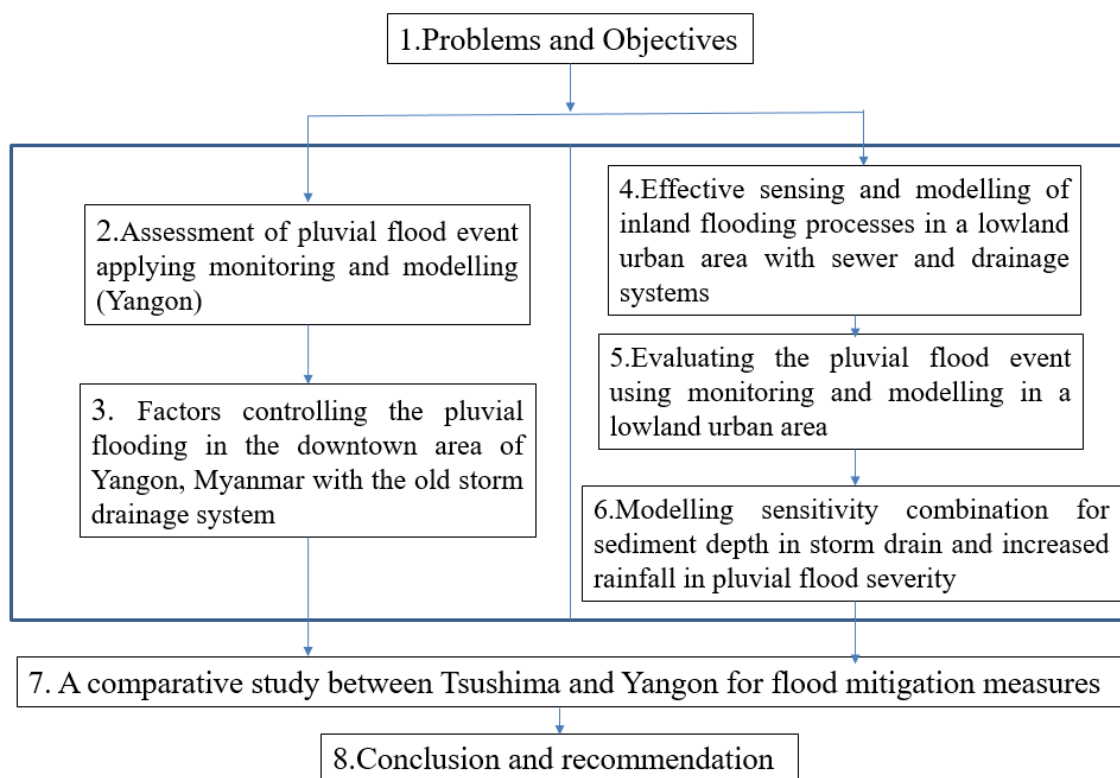 1.Problems and Objectives
2.Assessment of pluvial flood event
applying monitoring and modelling
(Yangon)
3. Factors controlling the pluvial
flooding in the downtown area of
Yangon, Myanmar with the old storm
drainage system
4.Effective sensing and modelling of
inland flooding processes in a lowland
urban area with sewer and drainage
systems
5.Evaluating the pluvial flood event
using monitoring and modelling in a
lowland urban area
6.Modelling sensitivity combination for
sediment depth in storm drain and increased
rainfall in pluvial flood severity
7. A comparative study between Tsushima and Yangon for flood mitigation measures
8.Conclusion and recommendation